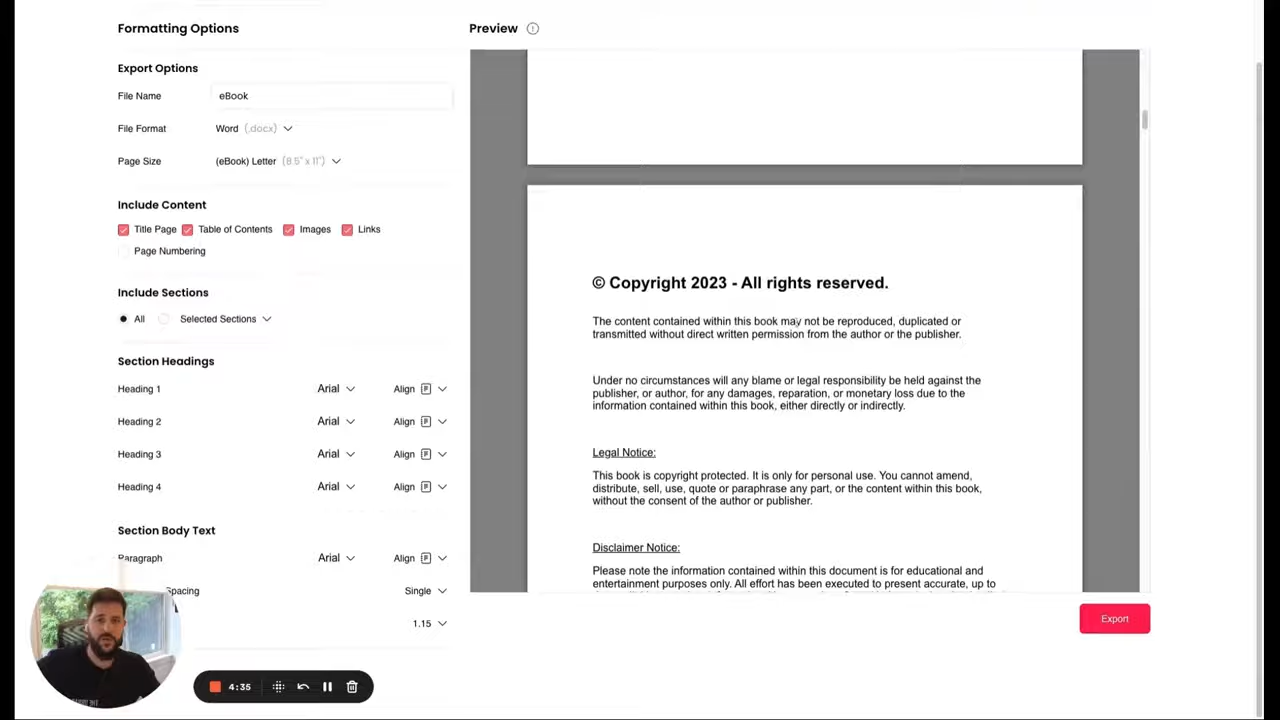 Formatting Options
Export Options
File Name eBook
File Format Word (.docx)
Page Size (eBook) Letter (8.5" x 11")
Include Content
Title Page Table of Contents Images Links
Page Numbering
Include Sections
All Selected Sections
Section Headings
Heading 1 Arial Align
Heading 2 Arial Align
Heading 3 Arial Align
Heading 4 Arial Align
Section Body Text
Paragraph Arial Align
Spacing Single
1.15
4:35
Preview
© Copyright 2023 - All rights reserved.
The content contained within this book may not be reproduced, duplicated or
transmitted without direct written permission from the author or the publisher.
Under no circumstances will any blame or legal responsibility be held against the
publisher, or author, for any damages, reparation, or monetary loss due to the
information contained within this book, either directly or indirectly.
Legal Notice:
This book is copyright protected. It is only for personal use. You cannot amend,
distribute, sell, use, quote or paraphrase any part, or the content within this book,
without the consent of the author or publisher.
Disclaimer Notice:
Please note the information contained within this document is for educational and
entertainment purposes only. All effort has been executed to present accurate, up to
Export